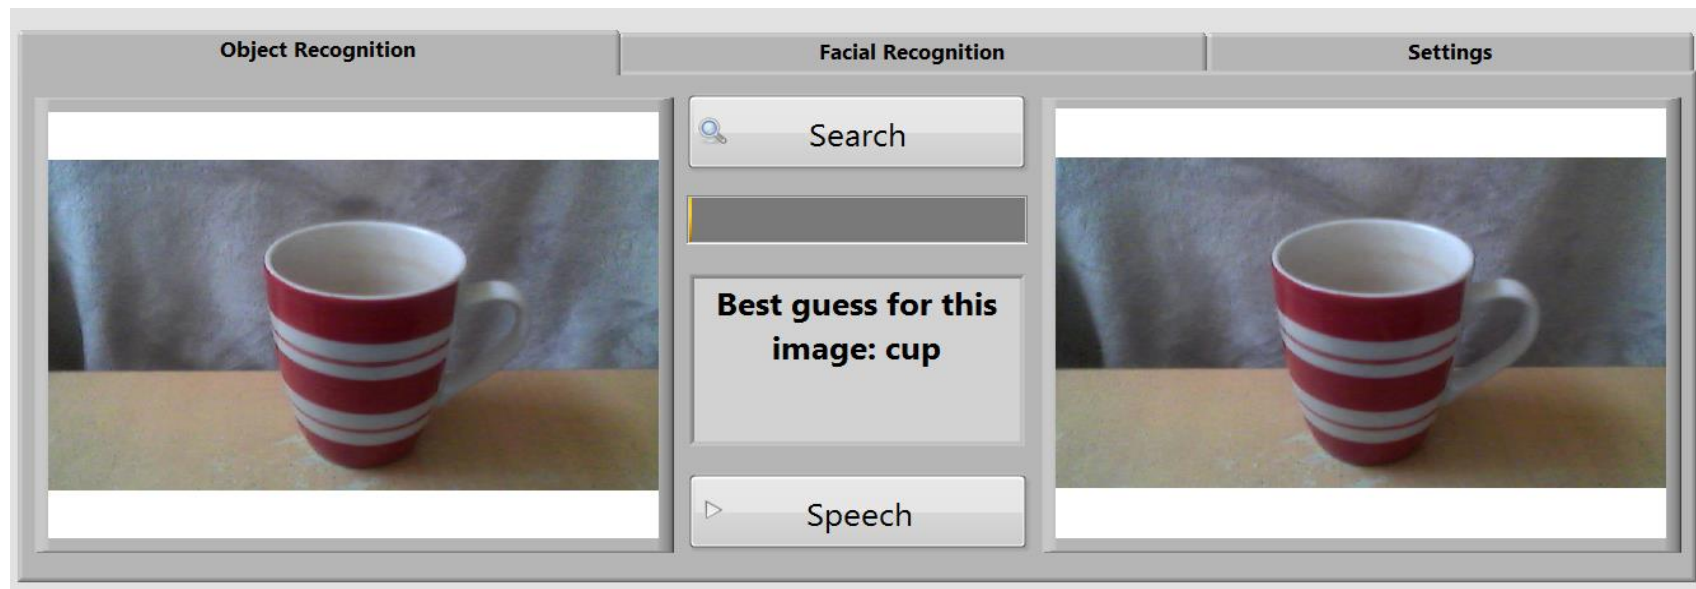 Object Recognition
Facial Recognition
Settings
Search
Best guess for this
image: cup
Speech